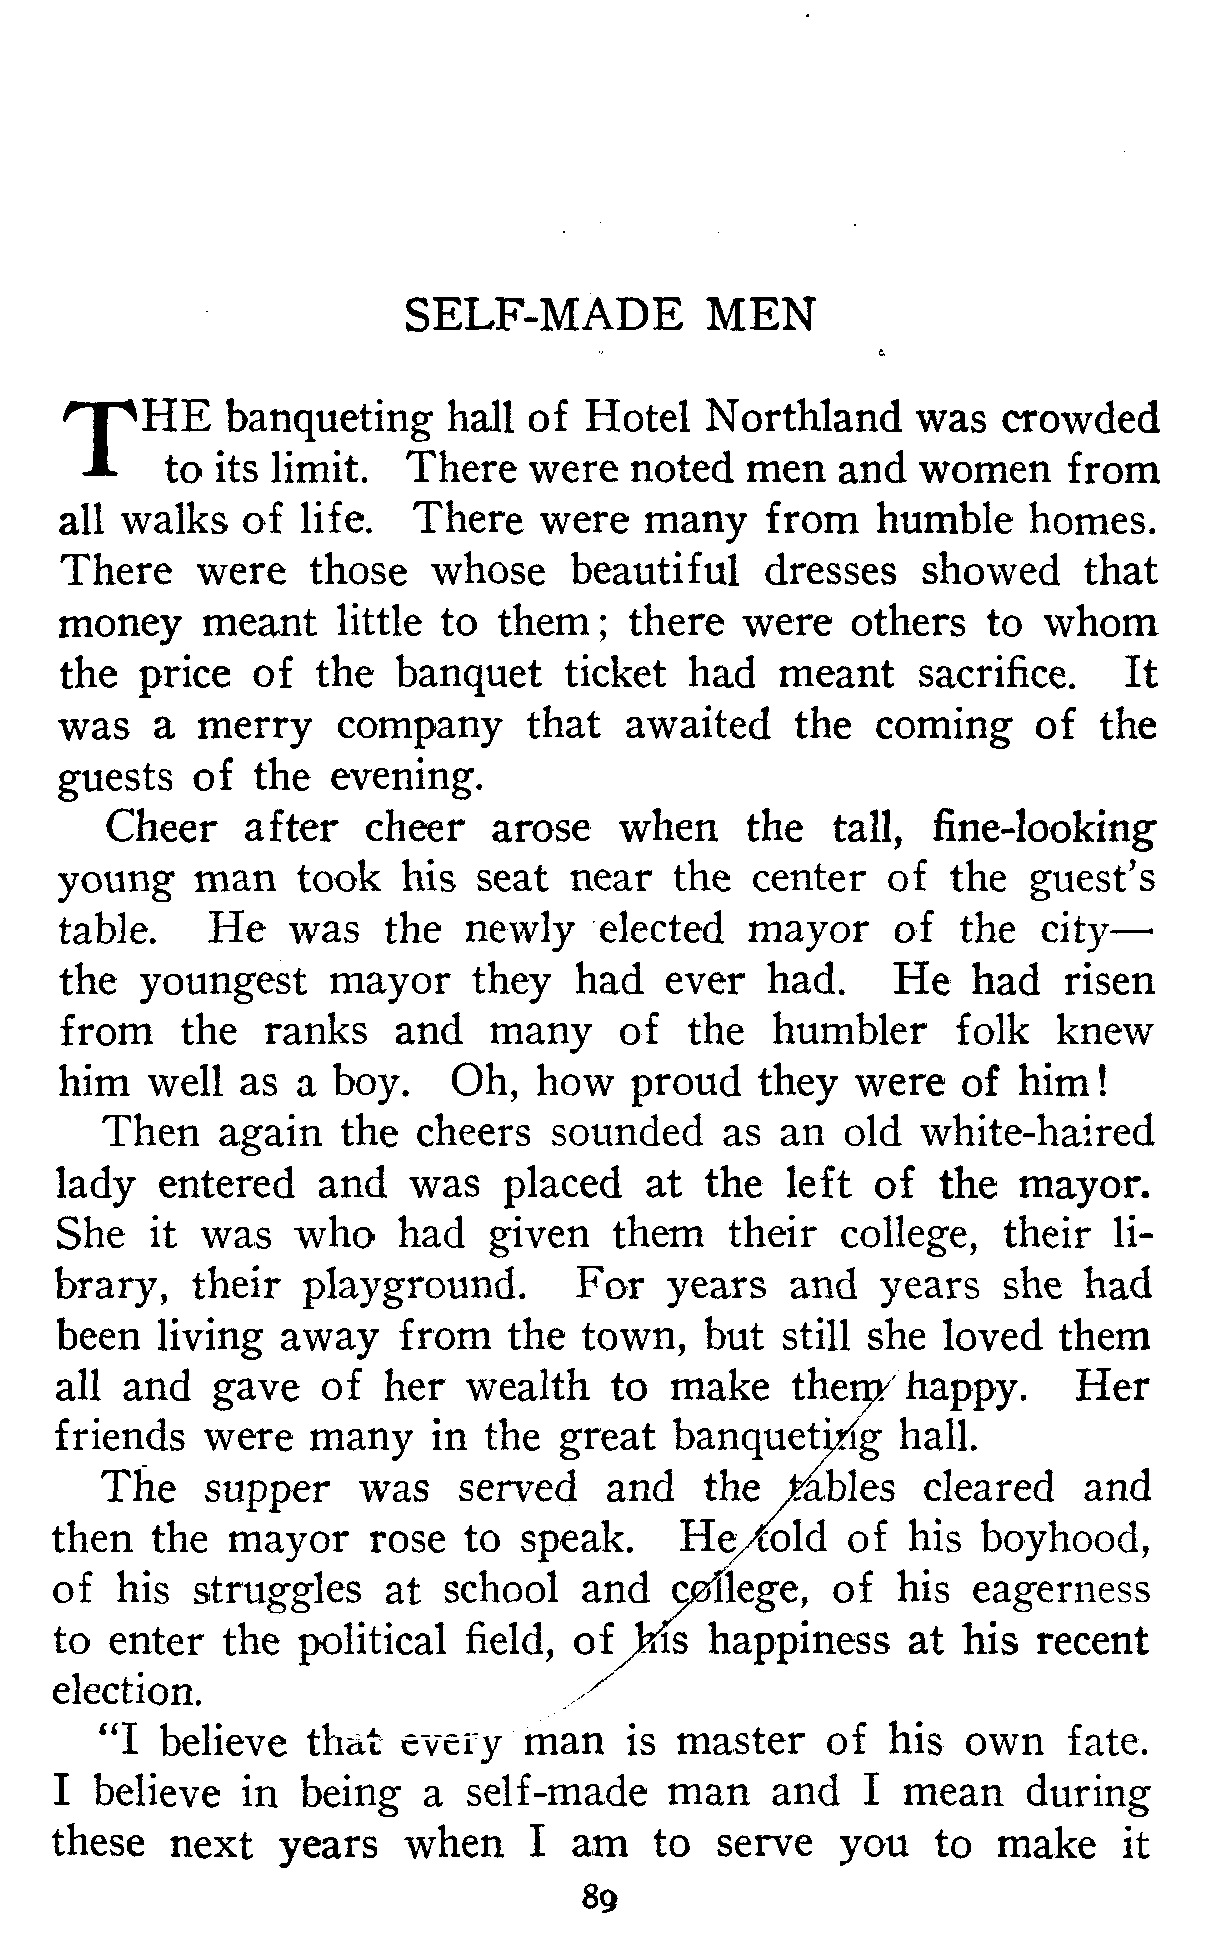 SELF-MADE MEN
THE banqueting hall of Hotel Northland was crowded
to its limit. There were noted men and women from
all walks of life. There were many from humble homes.
There were those whose beautiful dresses showed that
money meant little to them; there were others to whom
the price of the banquet ticket had meant sacrifice. It
was a merry company that awaited the coming of the
guests of the evening.
Cheer after cheer arose when the tall, fine-looking
young man took his seat near the center of the guest's
table. He was the newly elected mayor of the city—
the youngest mayor they had ever had. He had risen
from the ranks and many of the humbler folk knew
him well as a boy. Oh, how proud they were of him!
Then again the cheers sounded as an old white-haired
lady entered and was placed at the left of the mayor.
She it was who had given them their college, their li-
brary, their playground. For years and years she had
been living away from the town, but still she loved them
all and gave of her wealth to make them happy. Her
friends were many in the great banqueting hall.
The supper was served and the tables cleared and
then the mayor rose to speak. He told of his boyhood,
of his struggles at school and college, of his eagerness
to enter the political field, of his happiness at his recent
election.
"I believe that every man is master of his own fate.
I believe in being a self-made man and I mean during
these next years when I am to serve you to make it
89